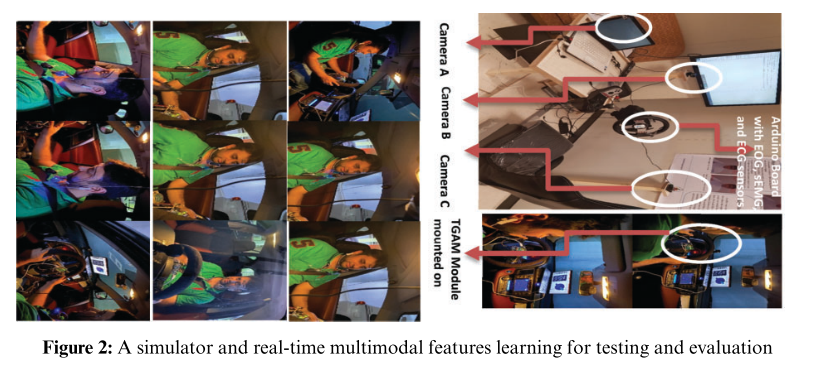 Camera A
Camera B
Camera C
TGAM Module
mounted on
Arduino Board
with EOG, sEMG,
and ECG sensors
Figure 2: A simulator and real-time multimodal features learning for testing and evaluation